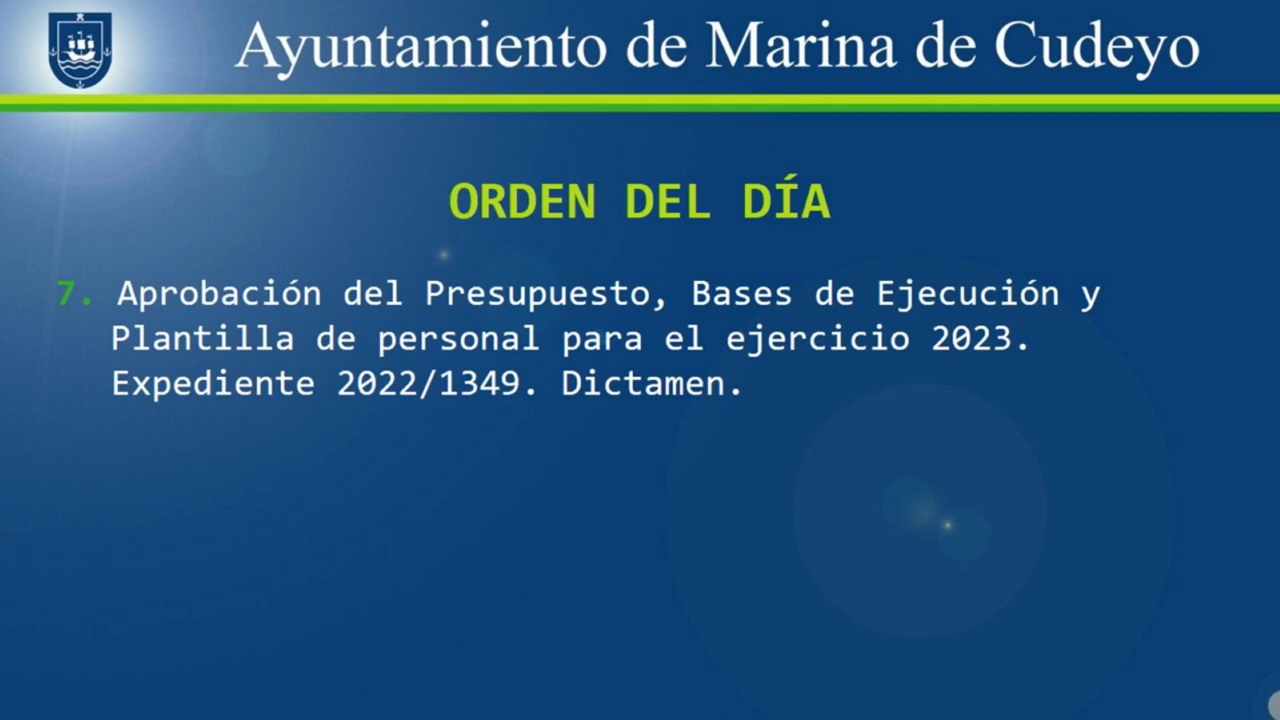 Ayuntamiento de Marina de Cudeyo
ORDEN DEL DÍA
7. Aprobación del Presupuesto, Bases de Ejecución y
Plantilla de personal para el ejercicio 2023.
Expediente 2022/1349. Dictamen.